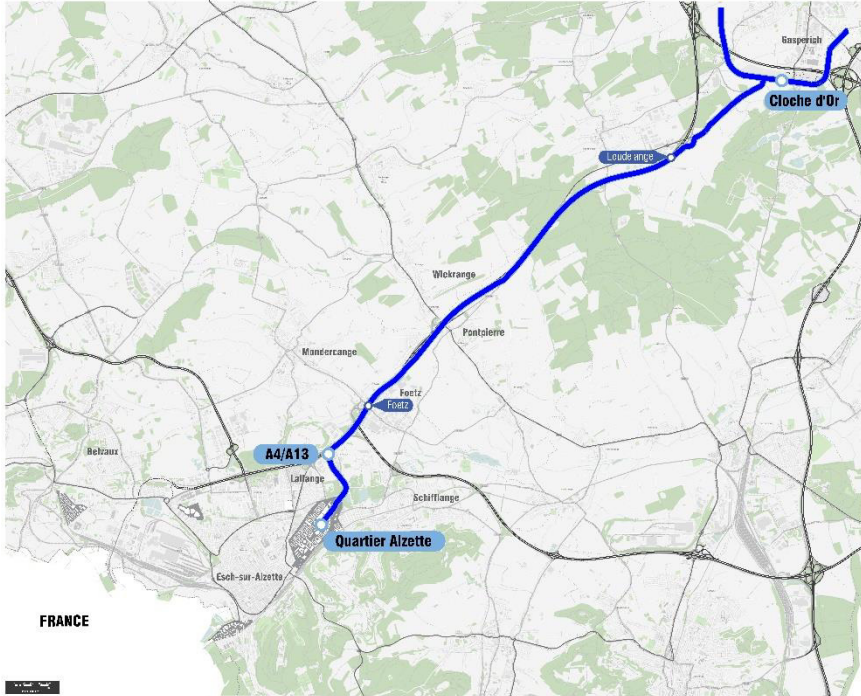 Gasperich
Cloche d'Or
Leudelange
Wickrange
Pontpierre
Mondercange
Foetz
Foetz
A4/A13
Belvaux
Lallange
Schifflange
Quartier Alzette
Esch-sur-Alzette
FRANCE